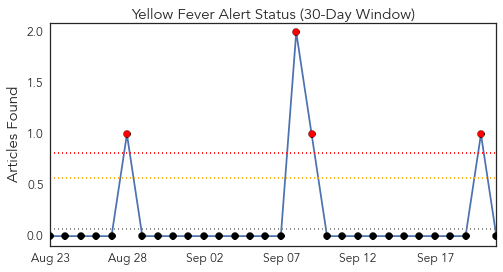 Yellow Fever Alert Status (30-Day Window)
Articles Found
2.0
1.5
1.0
0.5
0.0
Aug 23 Aug 28 Sep 02 Sep 07 Sep 12 Sep 17